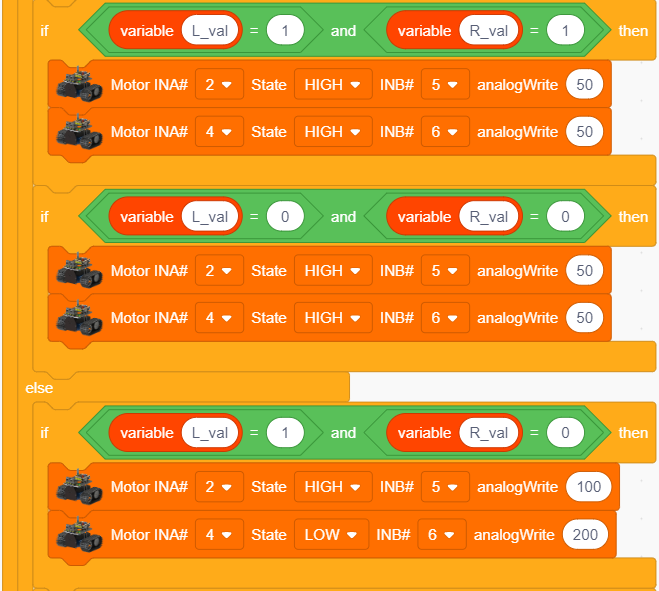 if variable L_val = 1 and variable R_val = 1 then
Motor INA# 2 State HIGH INB# 5 analogWrite 50
Motor INA# 4 State HIGH INB# 6 analogWrite 50
if variable L_val = 0 and variable R_val = 0 then
Motor INA# 2 State HIGH INB# 5 analogWrite 50
Motor INA# 4 State HIGH INB# 6 analogWrite 50
else
if variable L_val = 1 and variable R_val = 0 then
Motor INA# 2 State HIGH INB# 5 analogWrite 100
Motor INA# 4 State LOW INB# 6 analogWrite 200